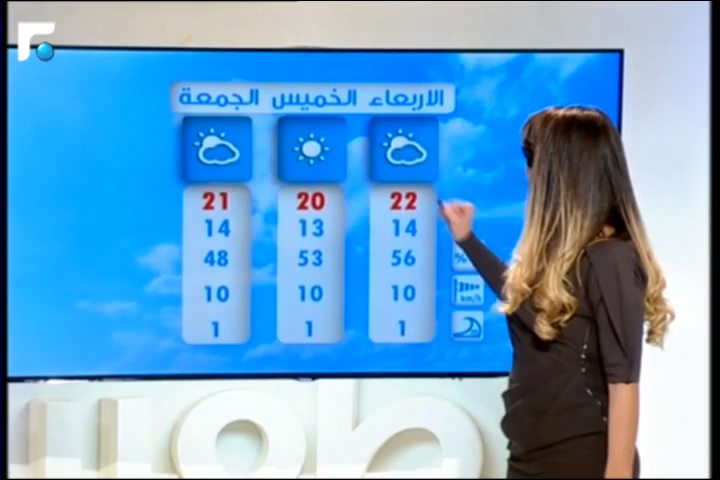 الاربعاء الخميس الجمعة
22 20 21
14 13 14
56 53 48 %
10 10 10 km/h
1 1 1